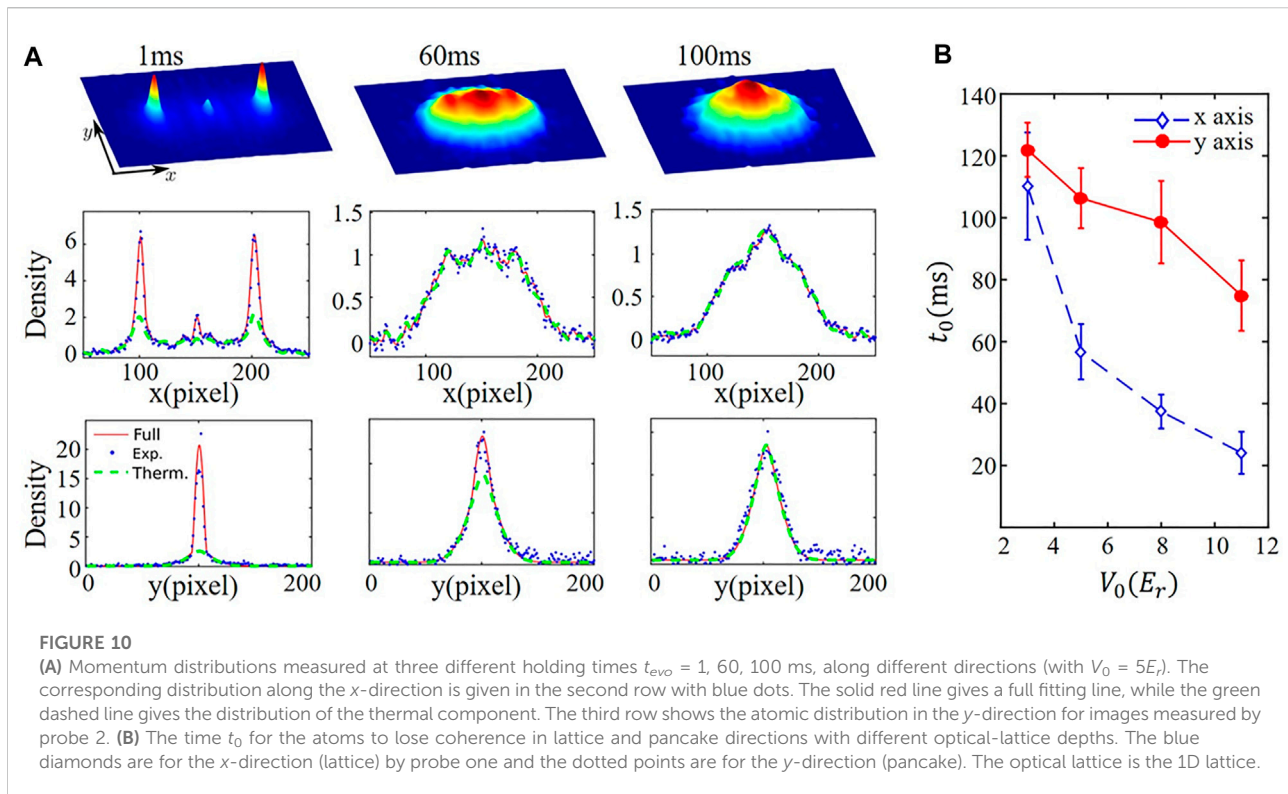 A
1ms
60ms
100ms
B
y
x
Density
6
4
2
0
100
200
x(pixel)
1.5
1
0.5
0
100
200
x(pixel)
1.5
1
0.5
0
100
200
x(pixel)
Density
20
15
10
5
0
Full
Exp.
Therm.
0
200
y(pixel)
0
200
y(pixel)
0
200
y(pixel)
t₀(ms)
140
120
100
80
60
40
20
x axis
y axis
2
4
6
8
10
12
V₀(Eᵣ)
FIGURE 10
(A) Momentum distributions measured at three different holding times tₑᵥₒ = 1, 60, 100 ms, along different directions (with V₀ = 5Eᵣ). The
corresponding distribution along the x-direction is given in the second row with blue dots. The solid red line gives a full fitting line, while the green
dashed line gives the distribution of the thermal component. The third row shows the atomic distribution in the y-direction for images measured by
probe 2. (B) The time t₀ for the atoms to lose coherence in lattice and pancake directions with different optical-lattice depths. The blue
diamonds are for the x-direction (lattice) by probe one and the dotted points are for the y-direction (pancake). The optical lattice is the 1D lattice.